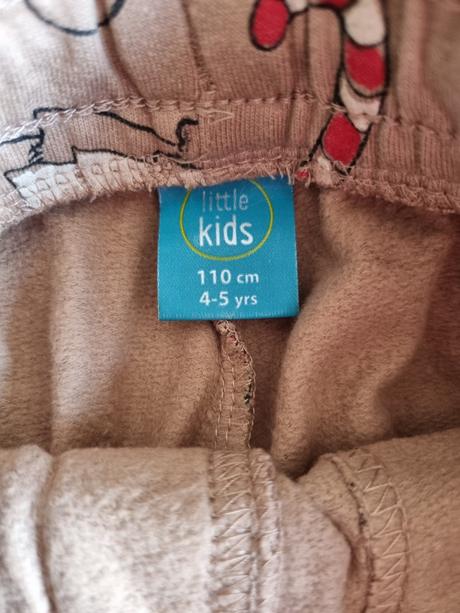 little
kids
110 cm
4-5 yrs